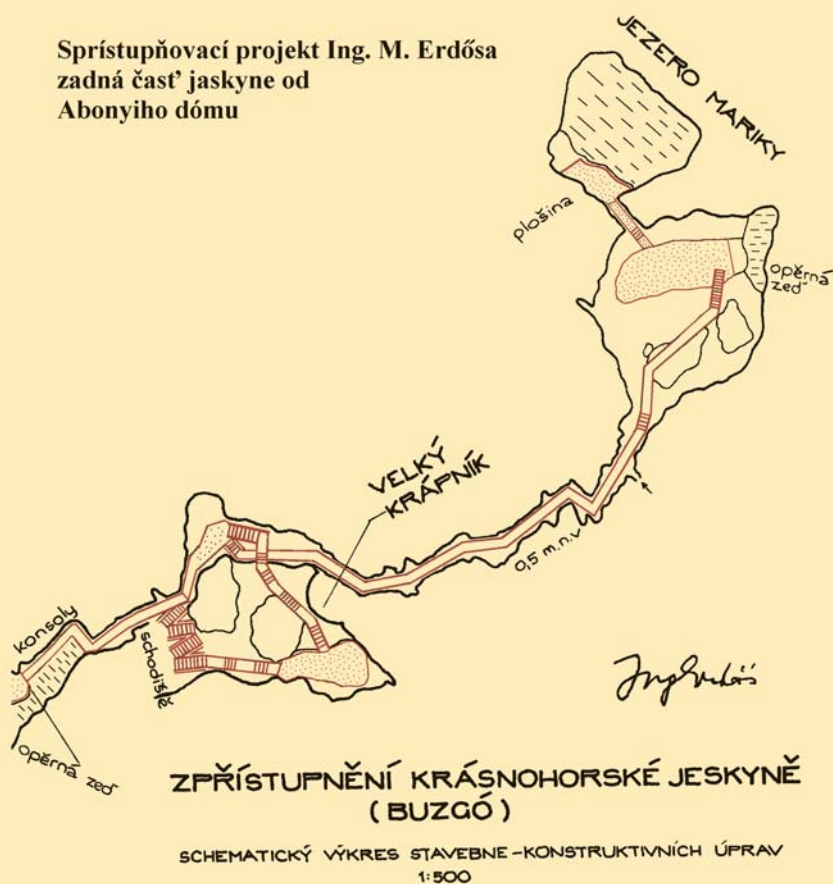 Sprístupňovací projekt Ing. M. Erdősa
zadná časť jaskyne od
Abonyiho dómu
JEZERO MARIKY
plošina
opěrná
zeď
VELKÝ
KRÁPNÍK
0,5 m.n.v
konsoly
schodiště
opěrná zeď
ZPŘÍSTUPNĚNÍ KRÁSNOHORSKÉ JESKYNĚ
(BUZGÓ)
SCHEMATICKÝ VÝKRES STAVEBNE-KONSTRUKTIVNÍCH ÚPRAV
1:500